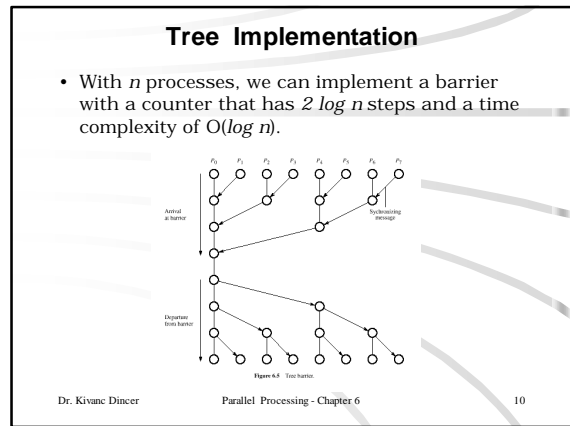 Tree Implementation
• With n processes, we can implement a barrier
with a counter that has 2 log n steps and a time
complexity of O(log n).
P0 P1 P2 P3 P4 P5 P6 P7
Arrival
at barrier
Sychronizing
message
Departure
from barrier
Figure 6.5 Tree barrier.
Dr. Kivanc Dincer Parallel Processing - Chapter 6 10